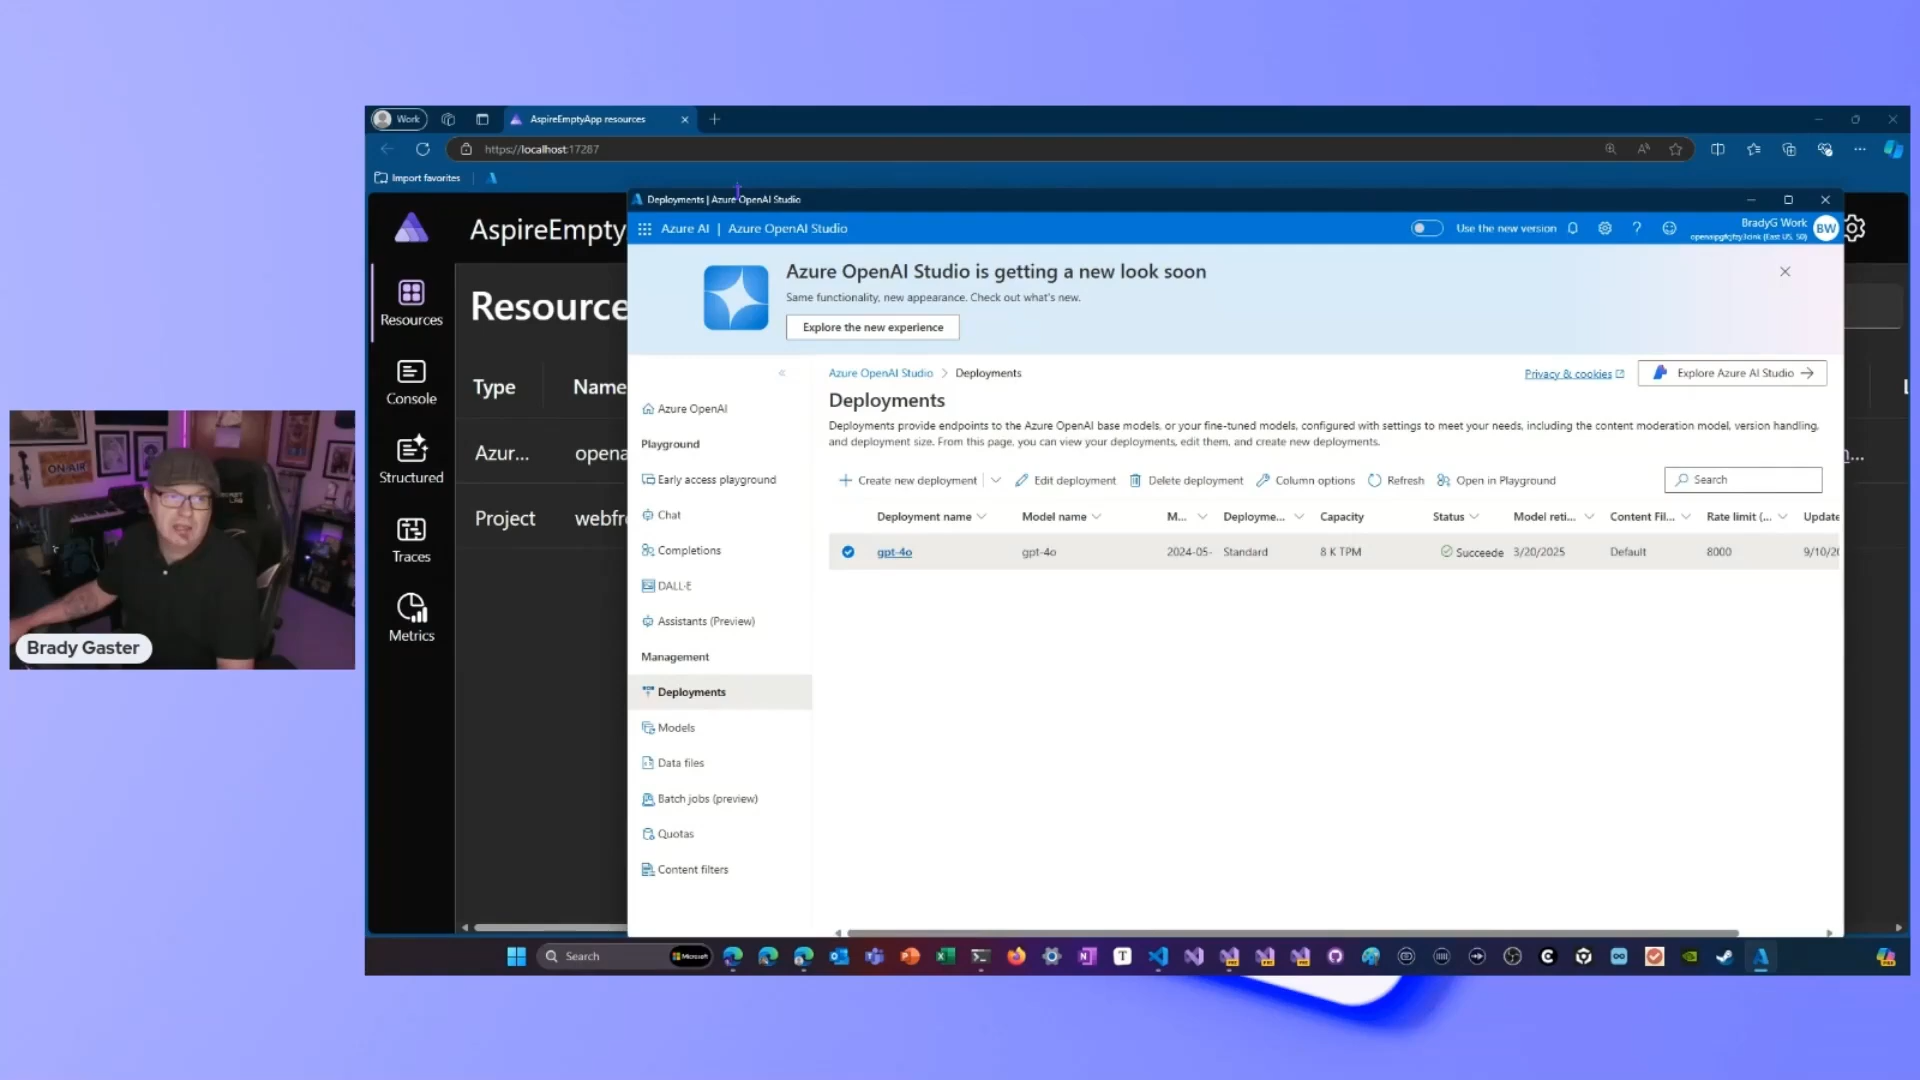 Work
AspireEmptyApp resources
https://localhost:17287
Import favorites
Deployments | Azure OpenAI Studio
Azure AI | Azure OpenAI Studio
Use the new version
BradyG Work
BW
AspireEmpty
Azure OpenAI Studio is getting a new look soon
Same functionality, new appearance. Check out what's new.
Explore the new experience
Resources
Console
Structured
Traces
Metrics
Resource
Type
Name
Azur...
opena
Project
webfr
Azure OpenAI
Playground
Early access playground
Chat
Completions
DALL·E
Assistants (Preview)
Management
Deployments
Models
Data files
Batch jobs (preview)
Quotas
Content filters
Azure OpenAI Studio > Deployments
Privacy & cookies
Explore Azure AI Studio
Deployments
Deployments provide endpoints to the Azure OpenAI base models, or your fine-tuned models, configured with settings to meet your needs, including the content moderation model, version handling,
and deployment size. From this page, you can view your deployments, edit them, and create new deployments.
Create new deployment
Edit deployment
Delete deployment
Column options
Refresh
Open in Playground
Search
Deployment name
Model name
M...
Deployme...
Capacity
Status
Model reti...
Content Fil...
Rate limit (...
Update
gpt-4o
gpt-4o
2024-05-
Standard
8 K TPM
Succeede
3/20/2025
Default
8000
9/10/20
ON AIR
Brady Gaster
Search
Microsoft